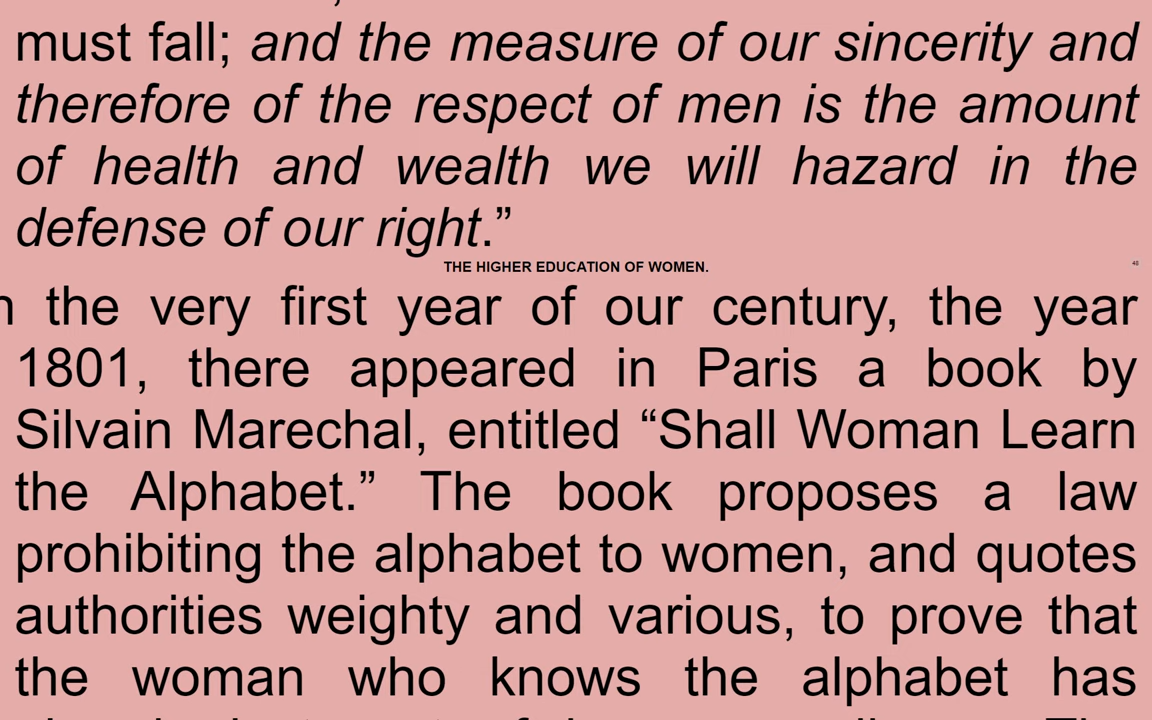 must fall; and the measure of our sincerity and
therefore of the respect of men is the amount
of health and wealth we will hazard in the
defense of our right.”
THE HIGHER EDUCATION OF WOMEN.
the very first year of our century, the year
1801, there appeared in Paris a book by
Silvain Marechal, entitled “Shall Woman Learn
the Alphabet.” The book proposes a law
prohibiting the alphabet to women, and quotes
authorities weighty and various, to prove that
the woman who knows the alphabet has